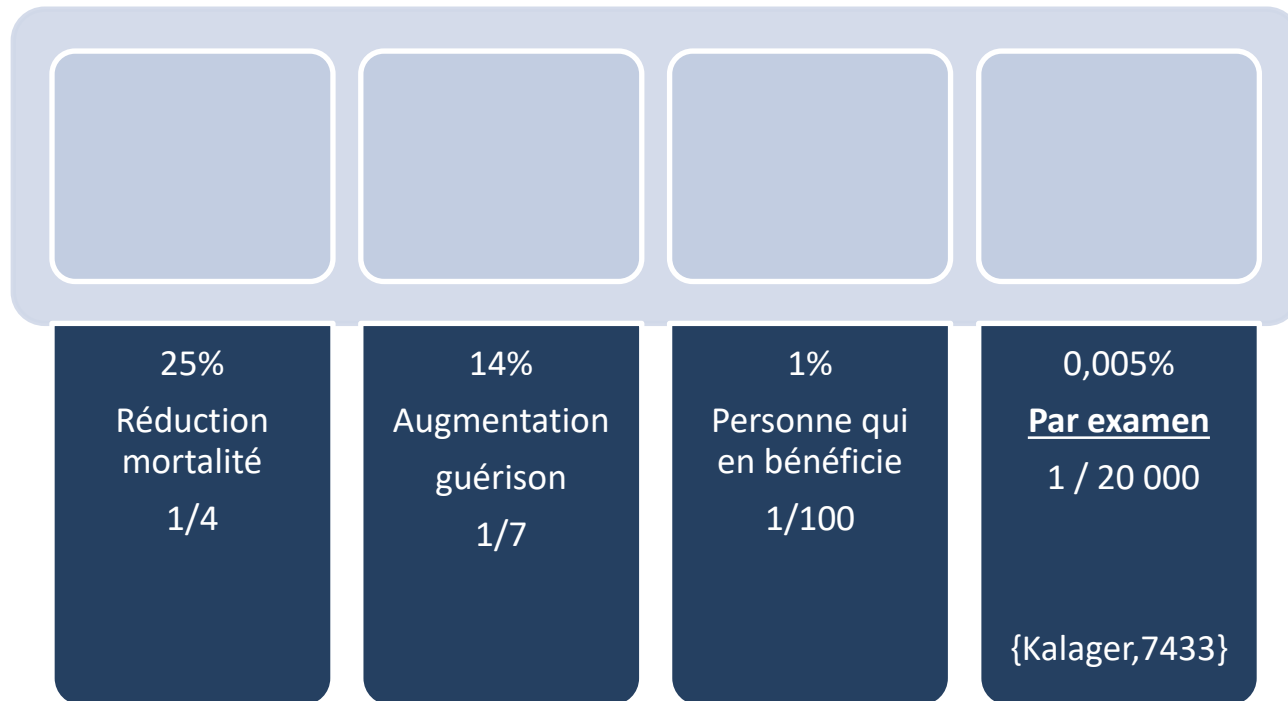 25%
Réduction
mortalité
1/4
14%
Augmentation
guérison
1/7
1%
Personne qui
en bénéficie
1/100
0,005%
Par examen
1 / 20 000
{Kalager,7433}